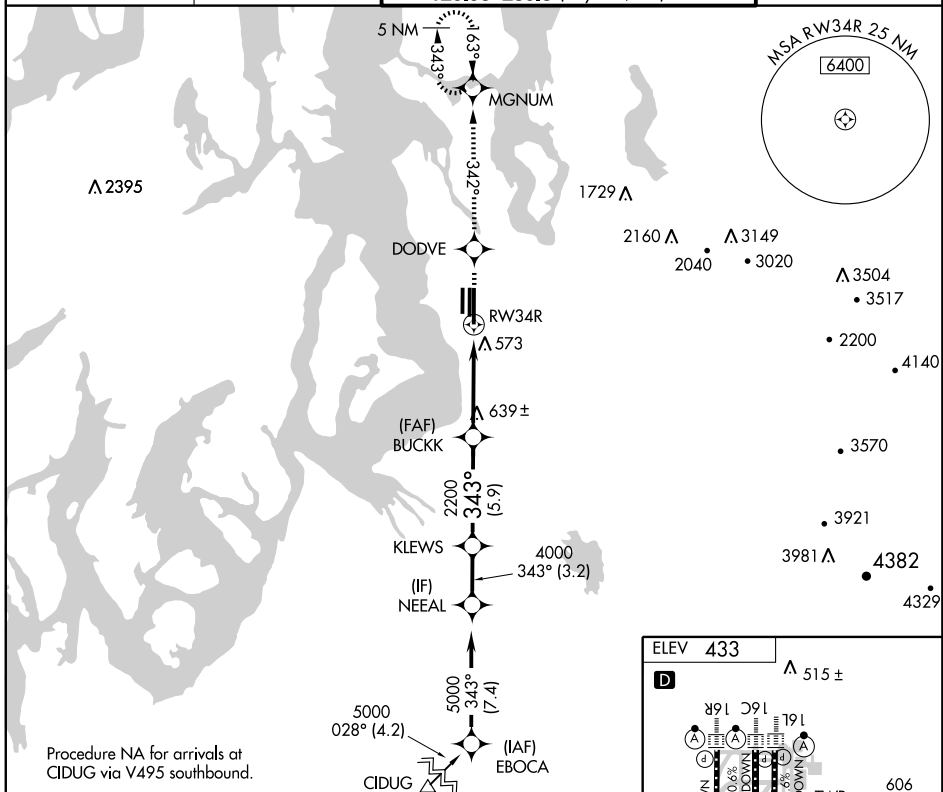 5 NM
343°
163°
MGNUM
MSA RW34R 25 NM
6400
342°
2395
1729
2160
3149
2040
3020
DODVE
3504
3517
RW34R
573
2200
4140
639 ±
(FAF)
BUCKK
3570
2200
343°
(5.9)
3921
KLEWS
4000
343° (3.2)
3981
4382
(IF)
NEEAL
4329
ELEV 433
D
515 ±
5000
343°
(7.4)
16R
16C
16L
5000
028° (4.2)
A
A
A
P
P
P
(IAF)
EBOCA
Procedure NA for arrivals at
CIDUG via V495 southbound.
CIDUG
0.6%
DOWN
606